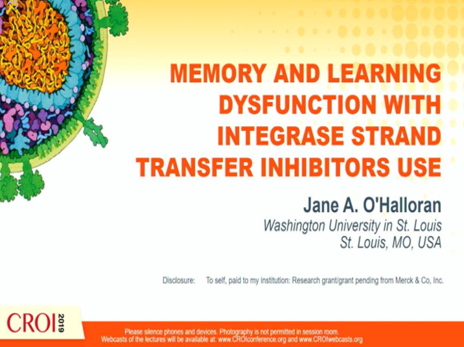 MEMORY AND LEARNING
DYSFUNCTION WITH
INTEGRASE STRAND
TRANSFER INHIBITORS USE
Jane A. O'Halloran
Washington University in St. Louis
St. Louis, MO, USA
Disclosure: To self, paid to my institution: Research grant/grant pending from Merck & Co, Inc.
CROI 2019
Please silence phones and devices. Photography is not permitted in session room.
Webcasts of the lectures will be available at: www.CROIconference.org and www.CROIwebcasts.org